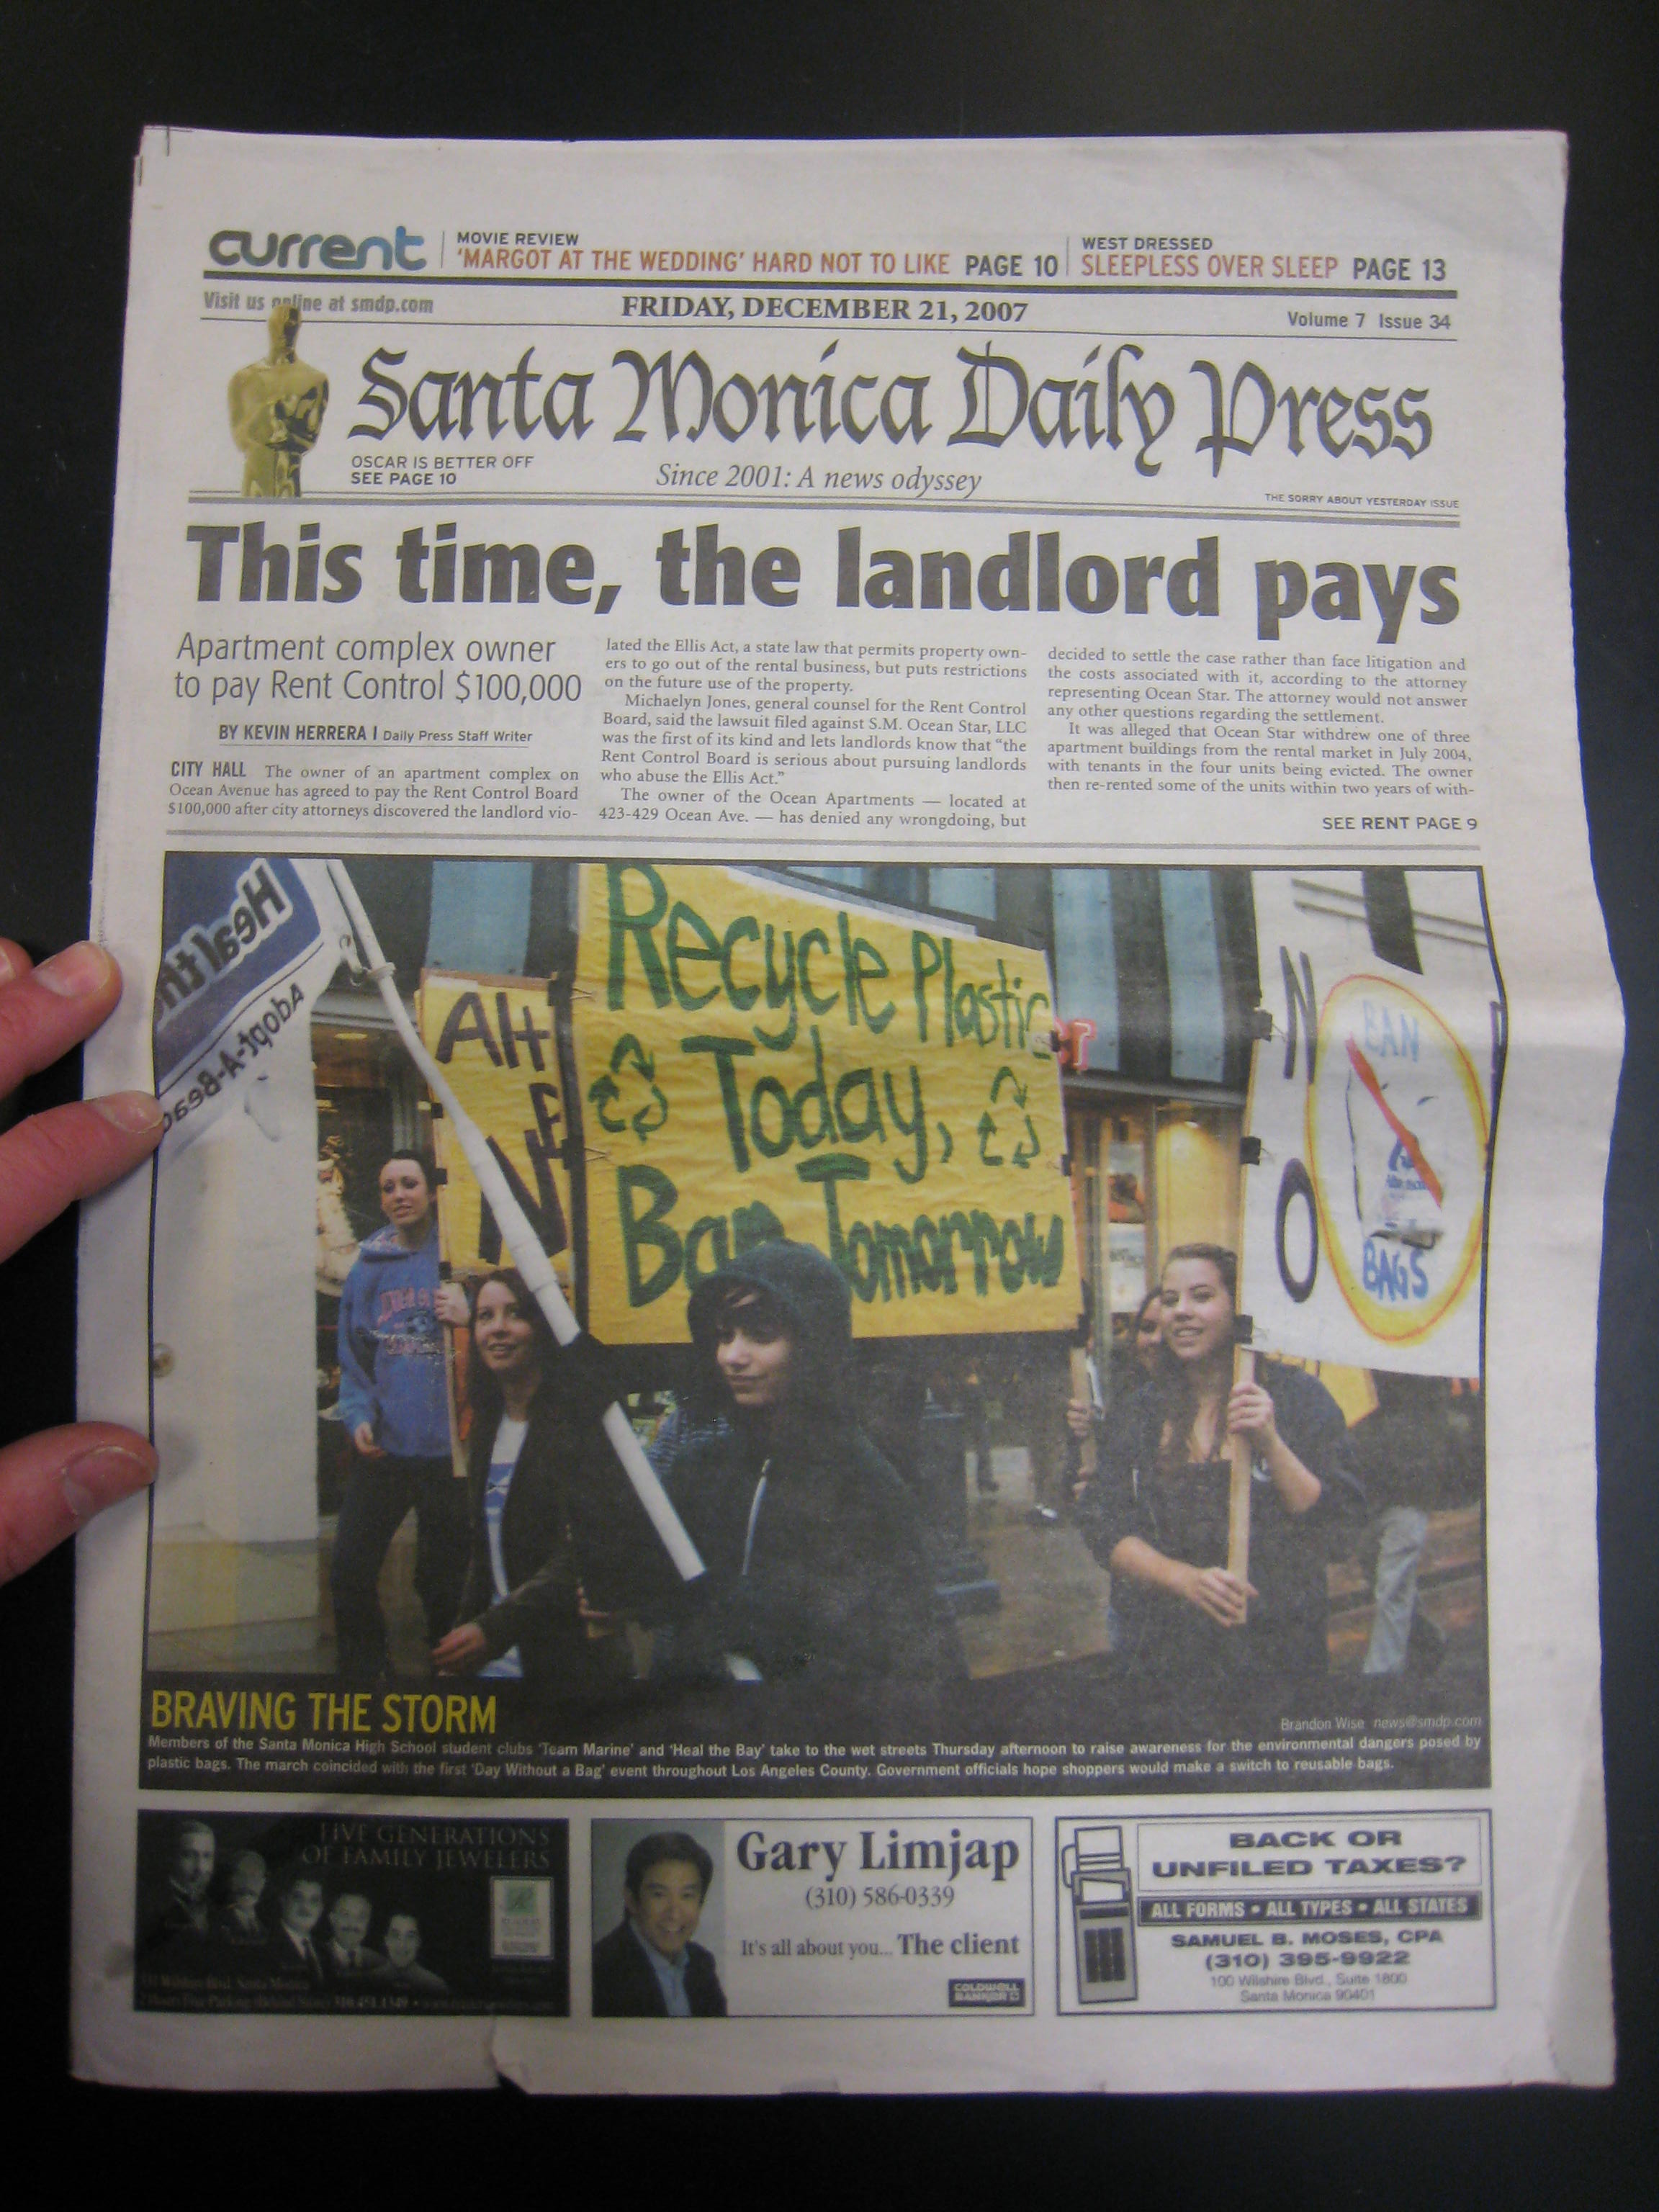 current
MOVIE REVIEW
'MARGOT AT THE WEDDING' HARD NOT TO LIKE PAGE 10
WEST DRESSED
SLEEPLESS OVER SLEEP PAGE 13
Visit us online at smdp.com
FRIDAY, DECEMBER 21, 2007
Volume 7 Issue 34
Santa Monica Daily Press
OSCAR IS BETTER OFF
SEE PAGE 10
Since 2001: A news odyssey
THE SORRY ABOUT YESTERDAY ISSUE
This time, the landlord pays
Apartment complex owner
to pay Rent Control $100,000
BY KEVIN HERRERA I Daily Press Staff Writer
CITY HALL The owner of an apartment complex on
Ocean Avenue has agreed to pay the Rent Control Board
$100,000 after city attorneys discovered the landlord vio-
lated the Ellis Act, a state law that permits property own-
ers to go out of the rental business, but puts restrictions
on the future use of the property.
Michaelyn Jones, general counsel for the Rent Control
Board, said the lawsuit filed against S.M. Ocean Star, LLC
was the first of its kind and lets landlords know that "the
Rent Control Board is serious about pursuing landlords
who abuse the Ellis Act."
The owner of the Ocean Apartments — located at
423-429 Ocean Ave. — has denied any wrongdoing, but
decided to settle the case rather than face litigation and
the costs associated with it, according to the attorney
representing Ocean Star. The attorney would not answer
any other questions regarding the settlement.
It was alleged that Ocean Star withdrew one of three
apartment buildings from the rental market in July 2004,
with tenants in the four units being evicted. The owner
then re-rented some of the units within two years of with-
SEE RENT PAGE 9
Heal the
Adopt-A-Beac
Alt
E
N
Recycle Plastic
Today,
Ban Tomorrow
NO
BAN
BAGS
BRAVING THE STORM
Brandon Wise news@smdp.com
Members of the Santa Monica High School student clubs 'Team Marine' and 'Heal the Bay' take to the wet streets Thursday afternoon to raise awareness for the environmental dangers posed by
plastic bags. The march coincided with the first 'Day Without a Bag' event throughout Los Angeles County. Government officials hope shoppers would make a switch to reusable bags.
FIVE GENERATIONS
OF FAMILY JEWELERS
Wilshire Blvd. Santa Monica
Gary Limjap
(310) 586-0339
It's all about you... The client
COLDWELL
BANKER
BACK OR
UNFILED TAXES?
ALL FORMS • ALL TYPES • ALL STATES
SAMUEL B. MOSES, CPA
(310) 395-9922
100 Wilshire Blvd., Suite 1800
Santa Monica 90401